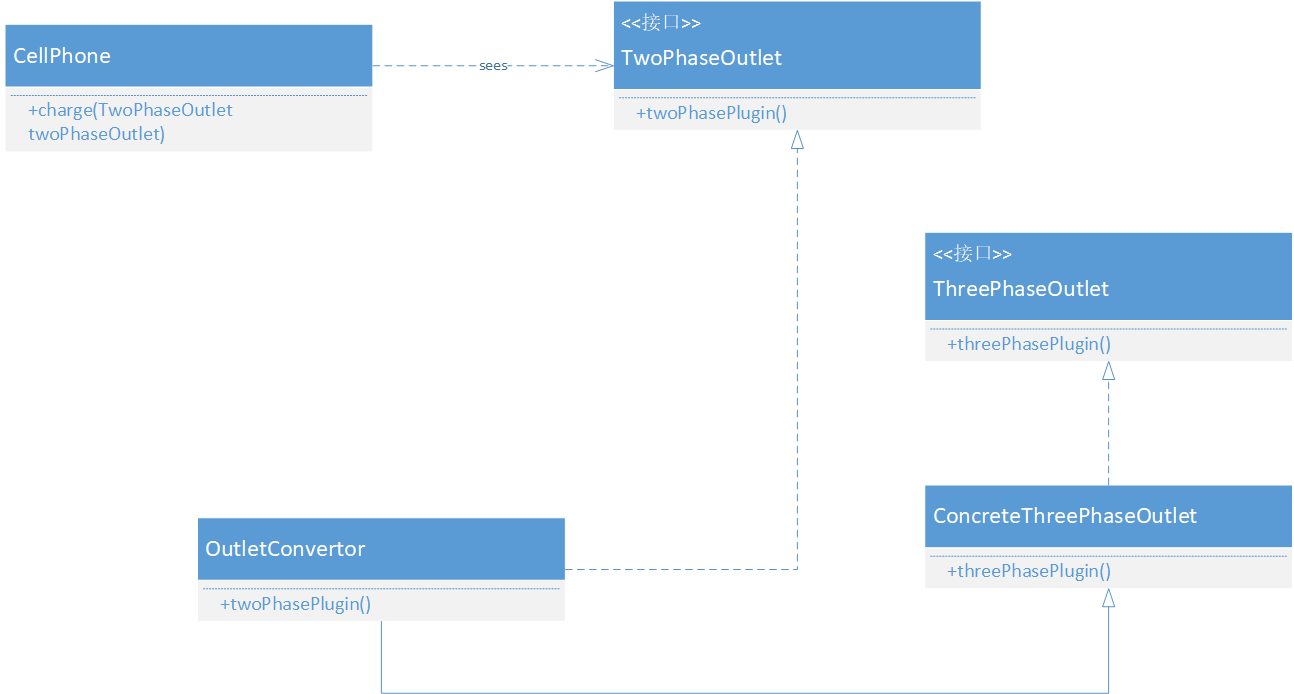 CellPhone
+charge(TwoPhaseOutlet
twoPhaseOutlet)
sees
<<接口>>
TwoPhaseOutlet
+twoPhasePlugin()
<<接口>>
ThreePhaseOutlet
+threePhasePlugin()
ConcreteThreePhaseOutlet
+threePhasePlugin()
OutletConvertor
+twoPhasePlugin()